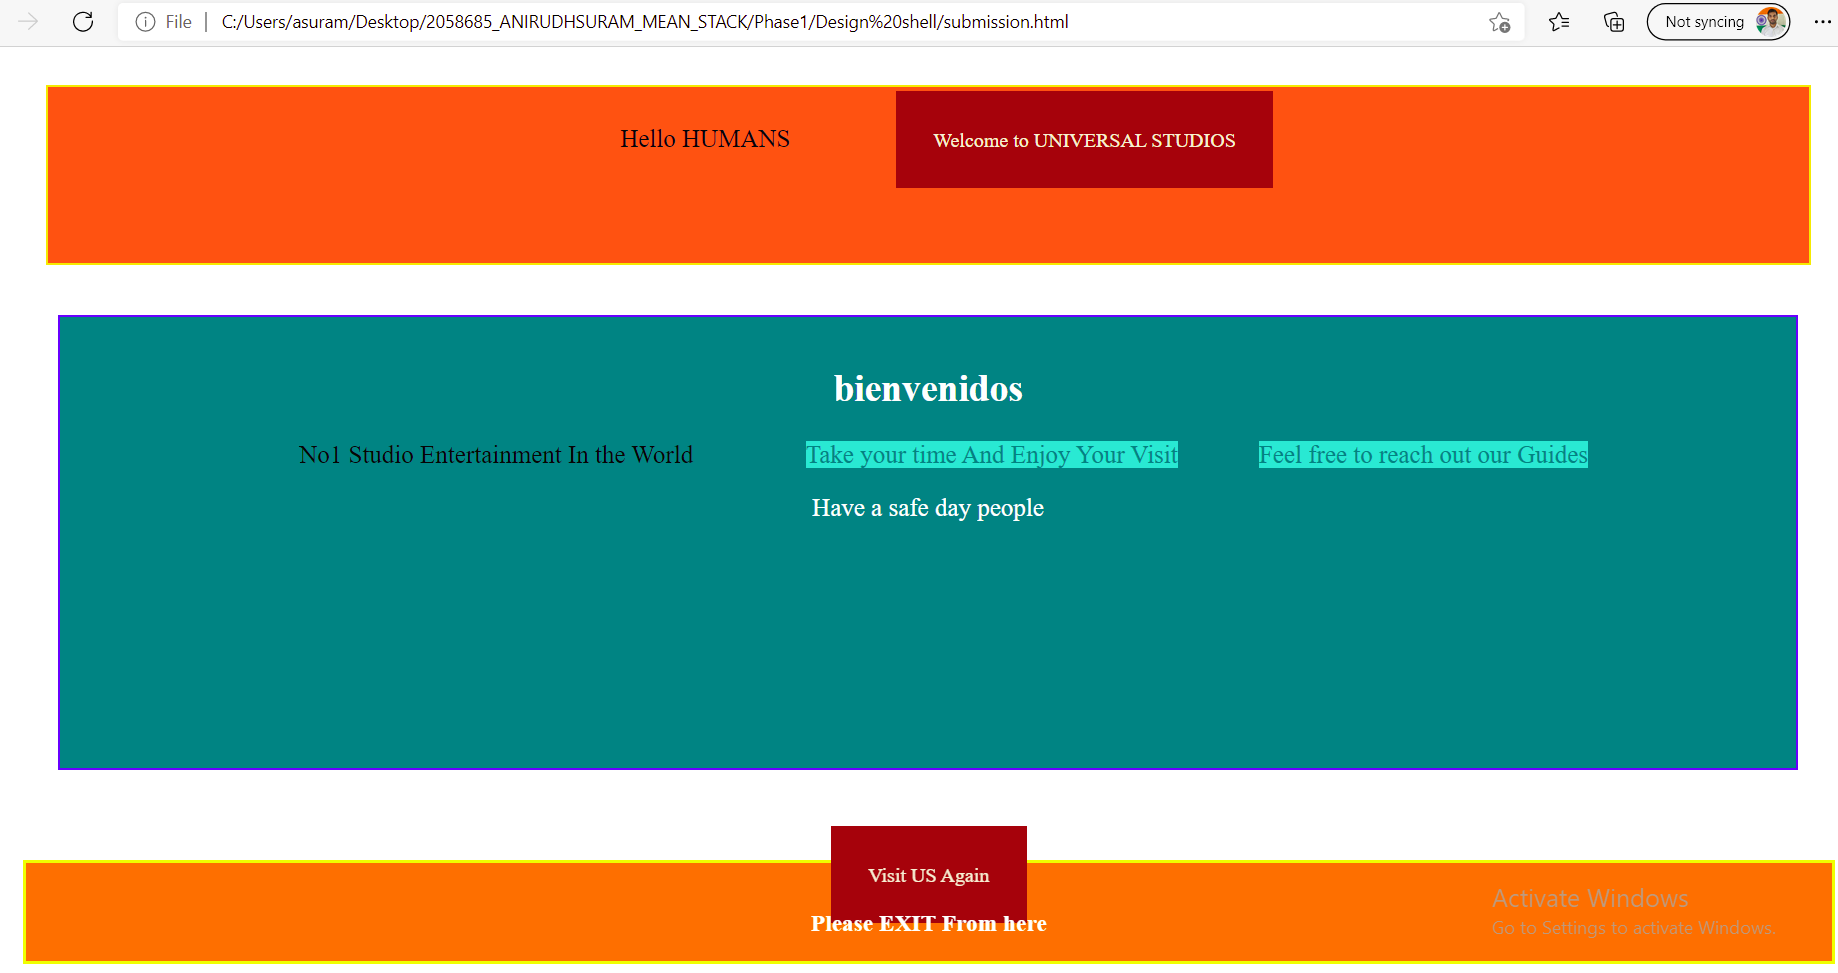 File
C:/Users/asuram/Desktop/2058685_ANIRUDHSURAM_MEAN_STACK/Phase1/Design%20shell/submission.html
Not syncing
Hello HUMANS
Welcome to UNIVERSAL STUDIOS
bienvenidos
No1 Studio Entertainment In the World
Take your time And Enjoy Your Visit
Feel free to reach out our Guides
Have a safe day people
Visit US Again
Please EXIT From here
Activate Windows
Go to Settings to activate Windows.